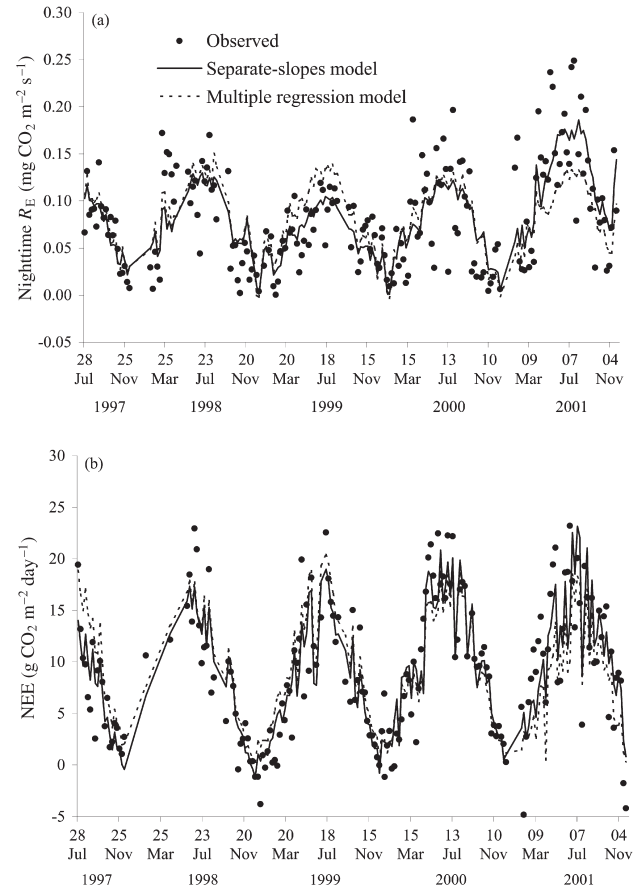 (a)
Observed
Separate-slopes model
Multiple regression model
Nighttime R_E (mg CO₂ m⁻² s⁻¹)
0.30
0.25
0.20
0.15
0.10
0.05
0.00
-0.05
28 25 25 23 20 20 18 15 15 13 10 09 07 04
Jul Nov Mar Jul Nov Mar Jul Nov Mar Jul Nov Mar Jul Nov
1997 1998 1999 2000 2001
(b)
NEE (g CO₂ m⁻² day⁻¹)
30
25
20
15
10
5
0
-5
28 25 25 23 20 20 18 15 15 13 10 09 07 04
Jul Nov Mar Jul Nov Mar Jul Nov Mar Jul Nov Mar Jul Nov
1997 1998 1999 2000 2001